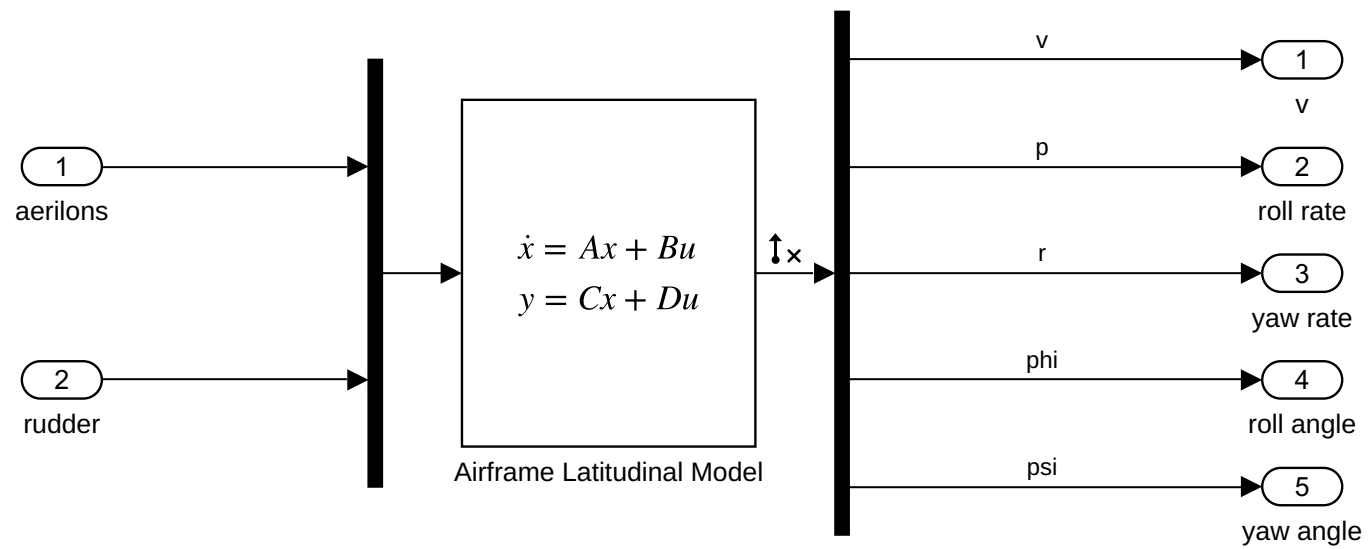 1
aerilons
2
rudder
ẋ = Ax + Bu
y = Cx + Du
Airframe Latitudinal Model
v
1
v
p
2
roll rate
r
3
yaw rate
phi
4
roll angle
psi
5
yaw angle